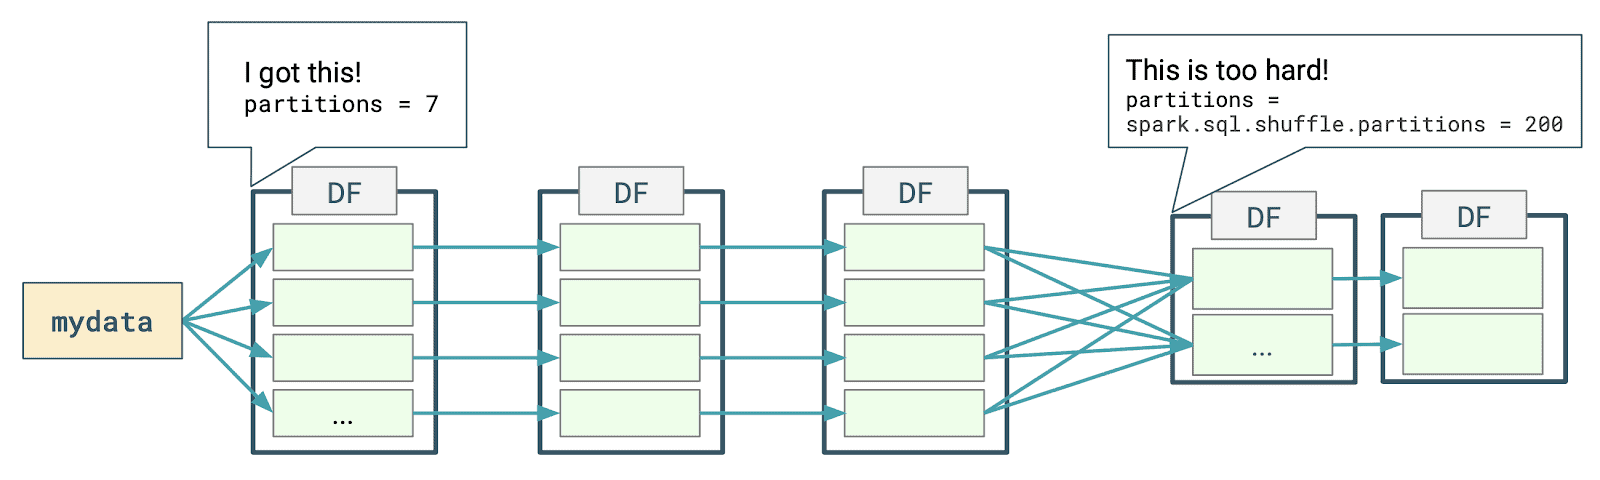 I got this!
partitions = 7
This is too hard!
partitions =
spark.sql.shuffle.partitions = 200
DF
DF
DF
DF
DF
mydata
...
...